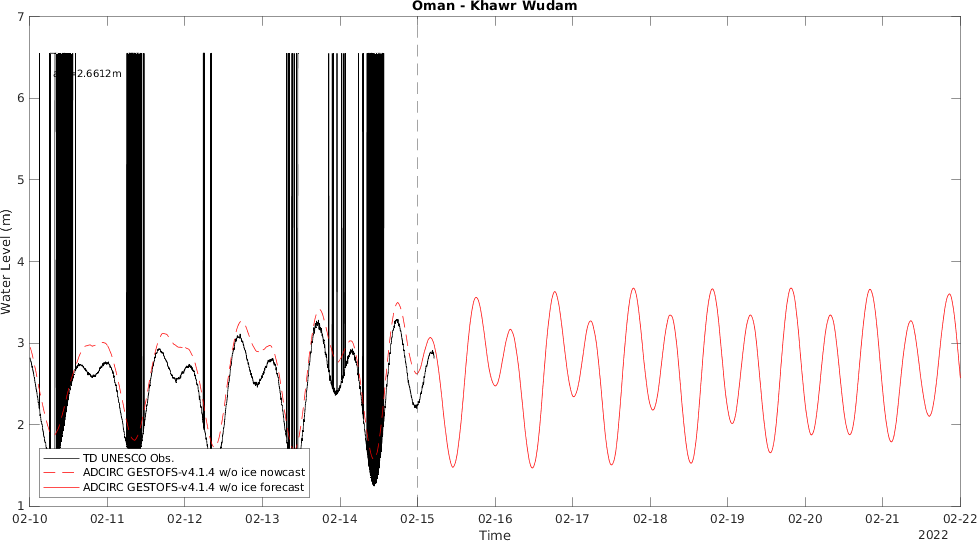 Oman - Khawr Wudam
7
=2.6612m
6
5
Water Level (m)
4
3
2
TD UNESCO Obs.
ADCIRC GESTOFS-v4.1.4 w/o ice nowcast
ADCIRC GESTOFS-v4.1.4 w/o ice forecast
1
02-10 02-11 02-12 02-13 02-14 02-15 02-16 02-17 02-18 02-19 02-20 02-21 02-22
Time
2022